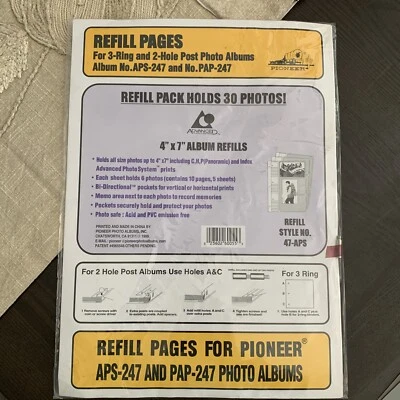 REFILL PAGES
For 3-Ring and 2-Hole Post Photo Albums
Album No.APS-247 and No.PAP-247
PIONEER
REFILL PACK HOLDS 30 PHOTOS!
ADVANCED
4" x 7" ALBUM REFILLS
• Holds all size photos up to 4" x 7" including C,H,P(Panoramic) and Index
Advanced Photo System™ prints
• Each sheet holds 6 photos (contains 10 pages, 5 sheets)
• Bi-Directional™ pockets for vertical or horizontal prints
• Memo area next to each photo to record memories
• Pockets securely hold and protect your photos
• Photo safe: Acid and PVC emission free
PRINTED AND MADE IN CHINA BY
PIONEER PHOTO ALBUMS, INC.
CHATSWORTH, CA 91311
REFILL
STYLE NO.
47-APS
For 2 Hole Post Albums Use Holes A&C
For 3 Ring
REFILL PAGES FOR PIONEER®
APS-247 AND PAP-247 PHOTO ALBUMS